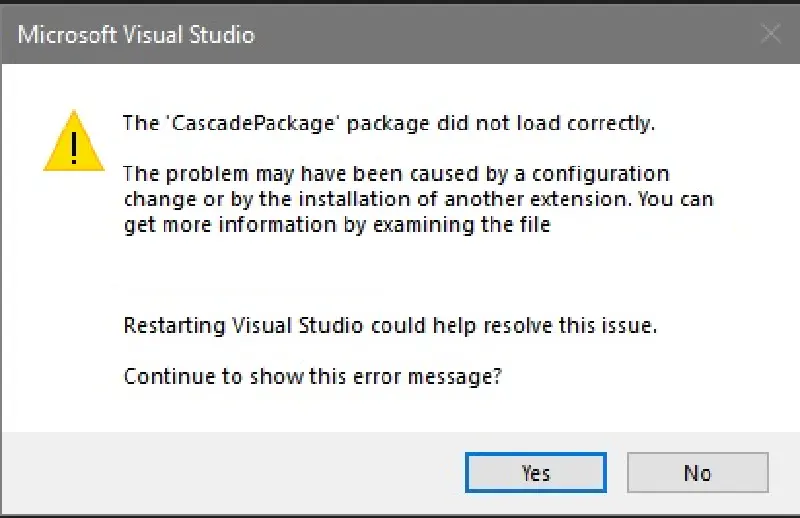 Microsoft Visual Studio
The 'CascadePackage' package did not load correctly.
The problem may have been caused by a configuration
change or by the installation of another extension. You can
get more information by examining the file
Restarting Visual Studio could help resolve this issue.
Continue to show this error message?
Yes
No